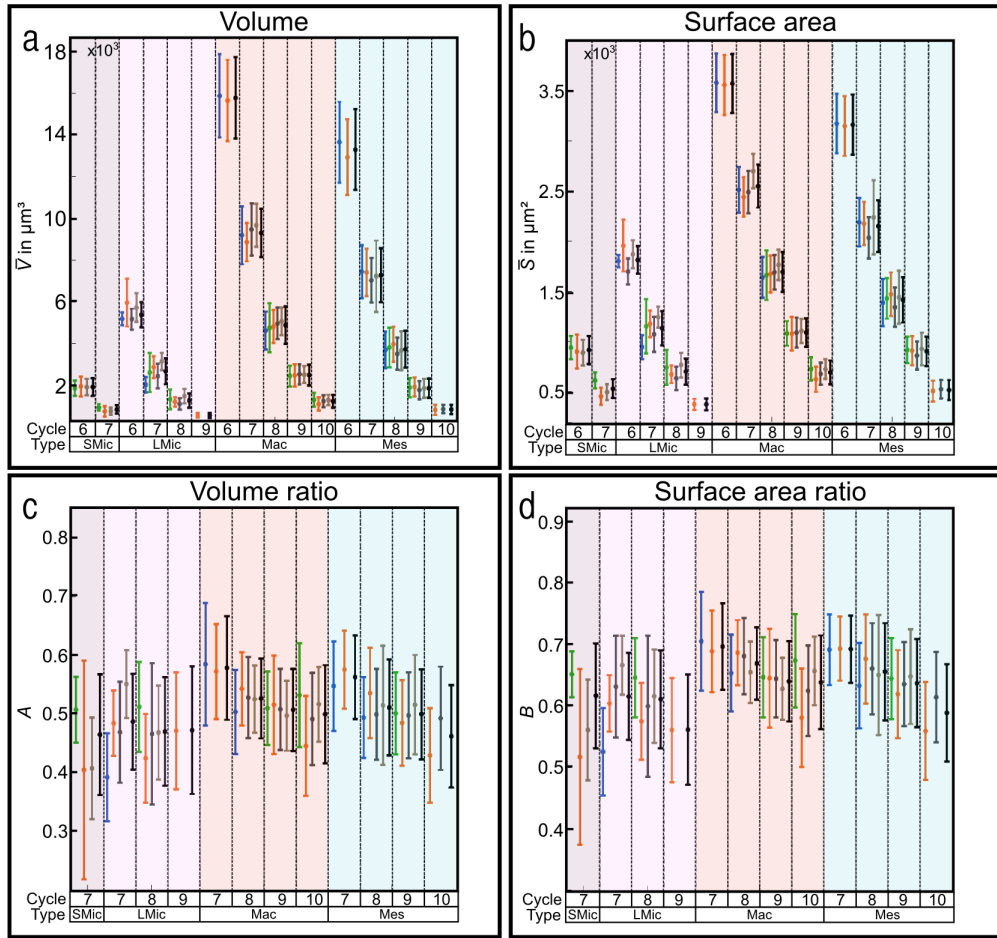 a
Volume
x10³
18
14
10
6
2
V̅ in µm³
Cycle 6 7 6 7 8 9 6 7 8 9 10 6 7 8 9 10
Type SMic LMic Mac Mes
b
Surface area
x10³
3.5
2.5
1.5
0.5
S̅ in µm²
Cycle 6 7 6 7 8 9 6 7 8 9 10 6 7 8 9 10
Type SMic LMic Mac Mes
c
Volume ratio
0.8
0.7
0.6
0.5
0.4
0.3
A
Cycle 7 7 8 9 7 8 9 10 7 8 9 10
Type SMic LMic Mac Mes
d
Surface area ratio
0.9
0.8
0.7
0.6
0.5
0.4
B
Cycle 7 7 8 9 7 8 9 10 7 8 9 10
Type SMic LMic Mac Mes